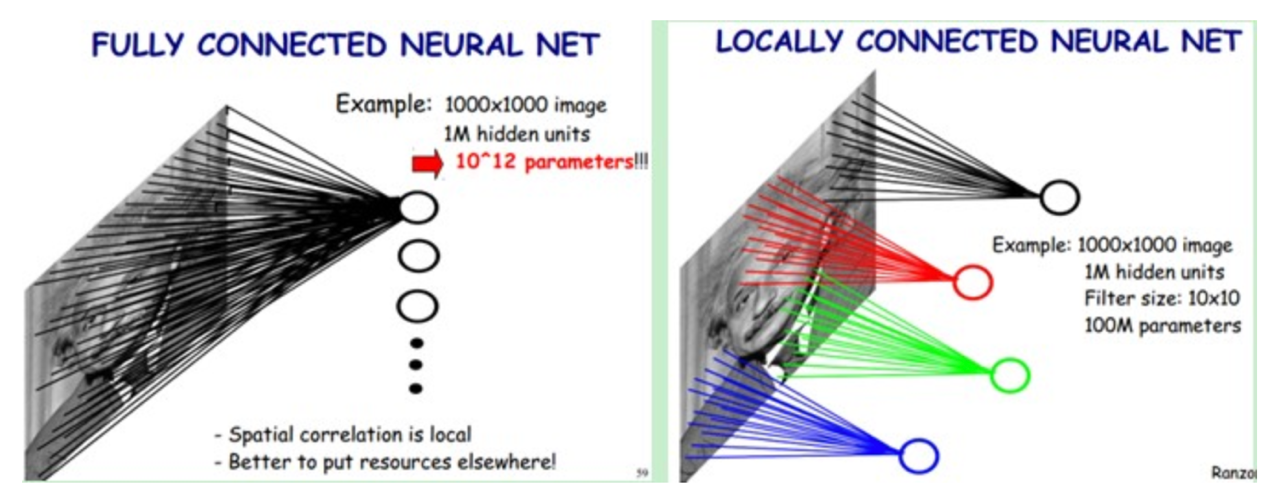 FULLY CONNECTED NEURAL NET
Example: 1000x1000 image
1M hidden units
10^12 parameters!!!
- Spatial correlation is local
- Better to put resources elsewhere!
59
LOCALLY CONNECTED NEURAL NET
Example: 1000x1000 image
1M hidden units
Filter size: 10x10
100M parameters